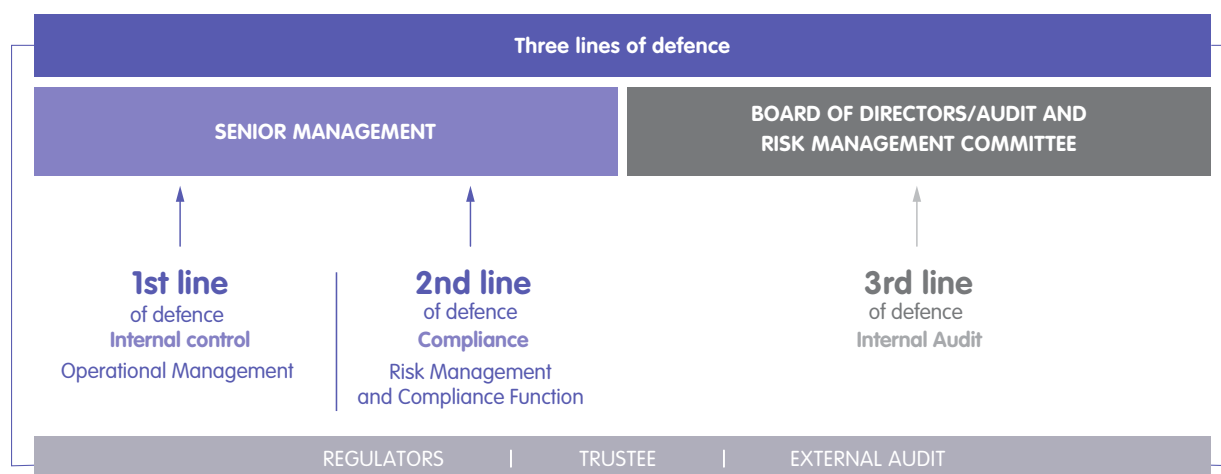 Three lines of defence
SENIOR MANAGEMENT
BOARD OF DIRECTORS/AUDIT AND
RISK MANAGEMENT COMMITTEE
1st line
of defence
Internal control
Operational Management
2nd line
of defence
Compliance
Risk Management
and Compliance Function
3rd line
of defence
Internal Audit
REGULATORS | TRUSTEE | EXTERNAL AUDIT